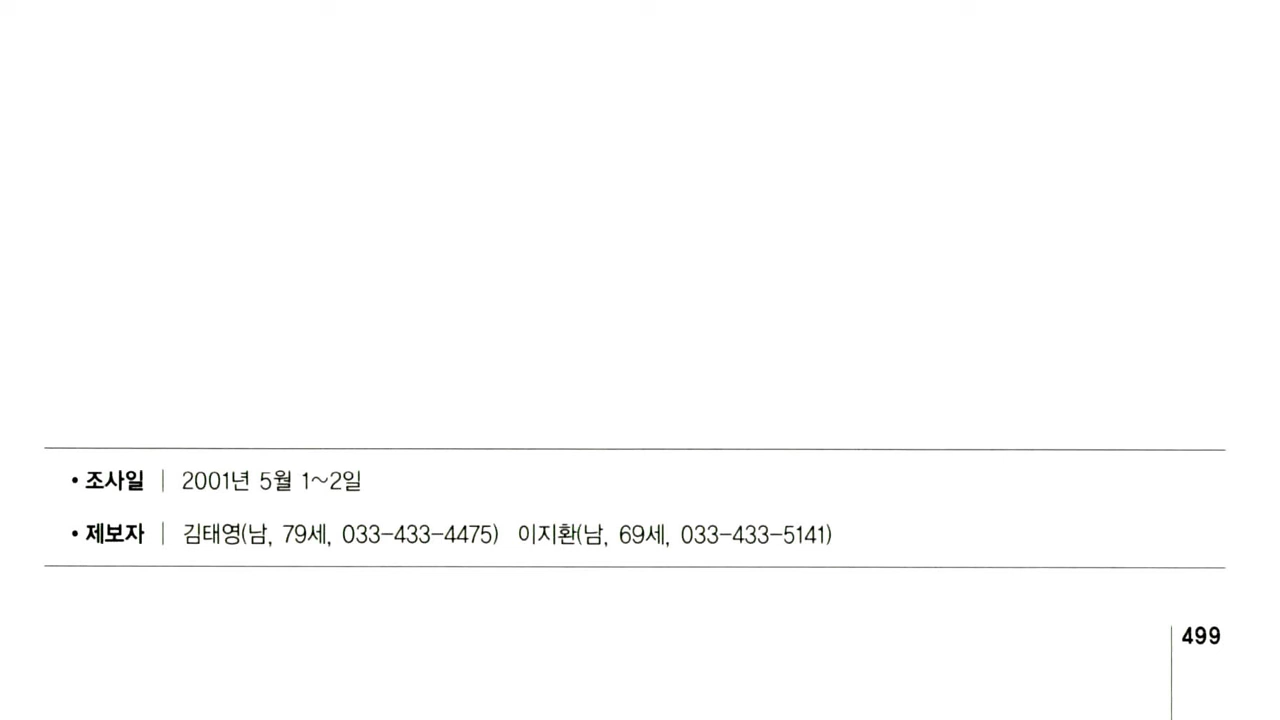 • 조사일 | 2001년 5월 1~2일
• 제보자 | 김태영(남, 79세, 033-433-4475) 이지환(남, 69세, 033-433-5141)
499